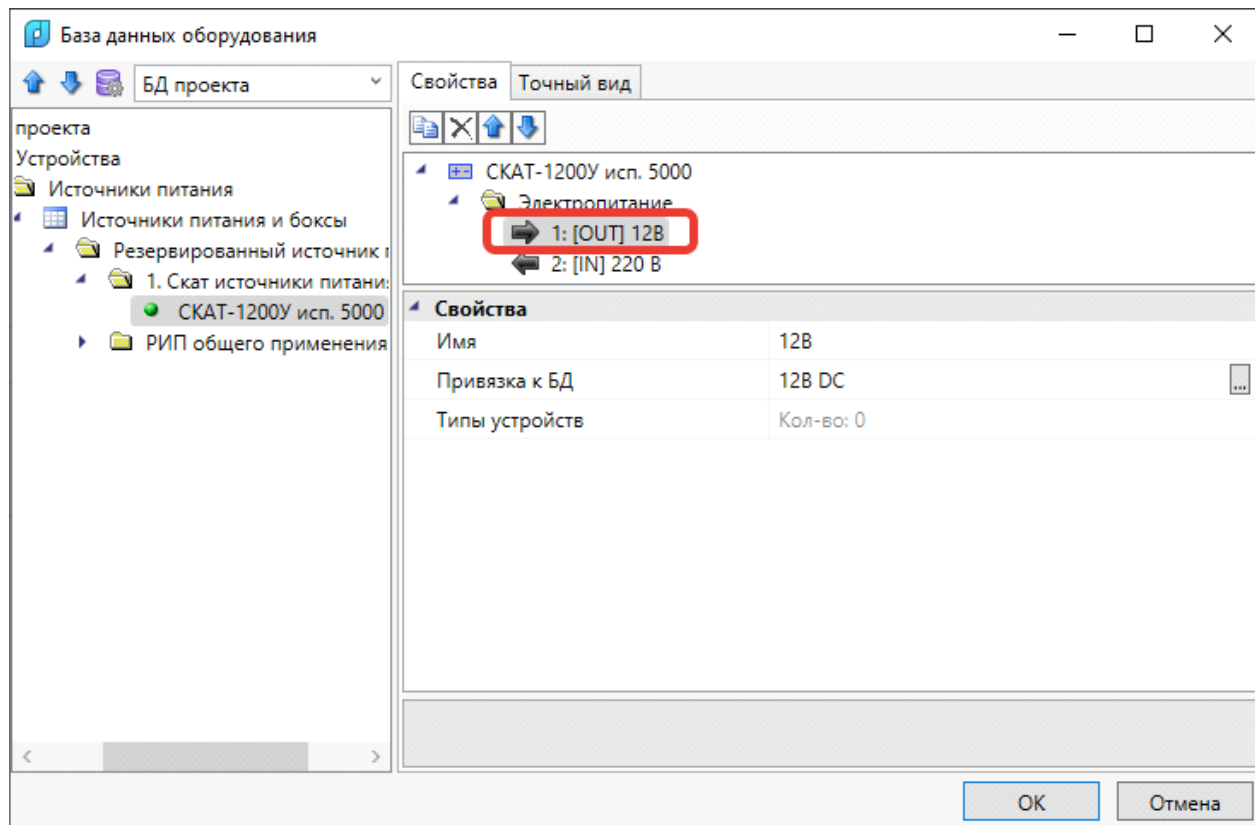 База данных оборудования
БД проекта
Свойства
Точный вид
проекта
Устройства
Источники питания
Источники питания и боксы
Резервированный источник
1. Скат источники питани
СКАТ-1200У исп. 5000
РИП общего применения
СКАТ-1200У исп. 5000
Электропитание
1: [OUT] 12В
2: [IN] 220 В
Свойства
Имя 12В
Привязка к БД 12В DC ...
Типы устройств Кол-во: 0
ОК
Отмена